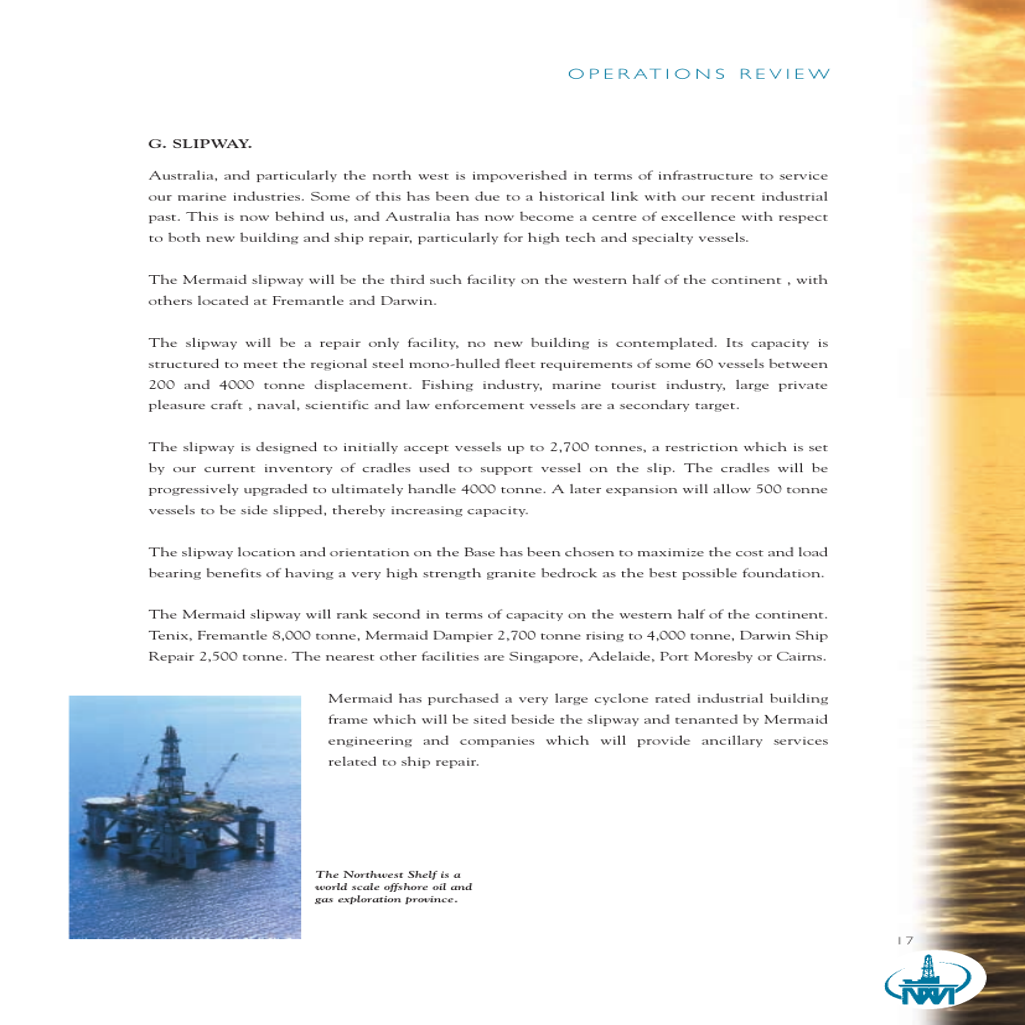 OPERATIONS REVIEW
G. SLIPWAY.
Australia, and particularly the north west is impoverished in terms of infrastructure to service
our marine industries. Some of this has been due to a historical link with our recent industrial
past. This is now behind us, and Australia has now become a centre of excellence with respect
to both new building and ship repair, particularly for high tech and specialty vessels.
The Mermaid slipway will be the third such facility on the western half of the continent , with
others located at Fremantle and Darwin.
The slipway will be a repair only facility, no new building is contemplated. Its capacity is
structured to meet the regional steel mono-hulled fleet requirements of some 60 vessels between
200 and 4000 tonne displacement. Fishing industry, marine tourist industry, large private
pleasure craft , naval, scientific and law enforcement vessels are a secondary target.
The slipway is designed to initially accept vessels up to 2,700 tonnes, a restriction which is set
by our current inventory of cradles used to support vessel on the slip. The cradles will be
progressively upgraded to ultimately handle 4000 tonne. A later expansion will allow 500 tonne
vessels to be side slipped, thereby increasing capacity.
The slipway location and orientation on the Base has been chosen to maximize the cost and load
bearing benefits of having a very high strength granite bedrock as the best possible foundation.
The Mermaid slipway will rank second in terms of capacity on the western half of the continent.
Tenix, Fremantle 8,000 tonne, Mermaid Dampier 2,700 tonne rising to 4,000 tonne, Darwin Ship
Repair 2,500 tonne. The nearest other facilities are Singapore, Adelaide, Port Moresby or Cairns.
Mermaid has purchased a very large cyclone rated industrial building
frame which will be sited beside the slipway and tenanted by Mermaid
engineering and companies which will provide ancillary services
related to ship repair.
The Northwest Shelf is a
world scale offshore oil and
gas exploration province.
17